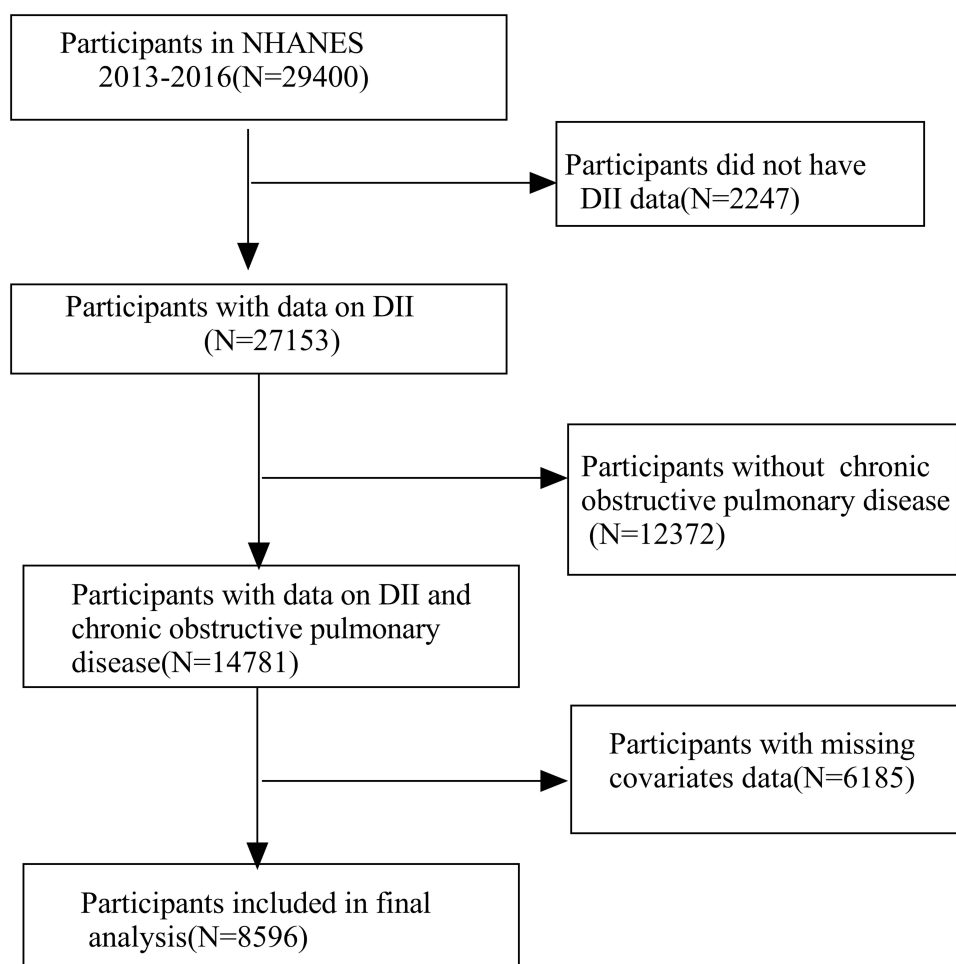 Participants in NHANES
2013-2016(N=29400)
Participants did not have
DII data(N=2247)
Participants with data on DII
(N=27153)
Participants without  chronic
obstructive pulmonary disease
(N=12372)
Participants with data on DII and
chronic obstructive pulmonary
disease(N=14781)
Participants with missing
covariates data(N=6185)
Participants included in final
analysis(N=8596)